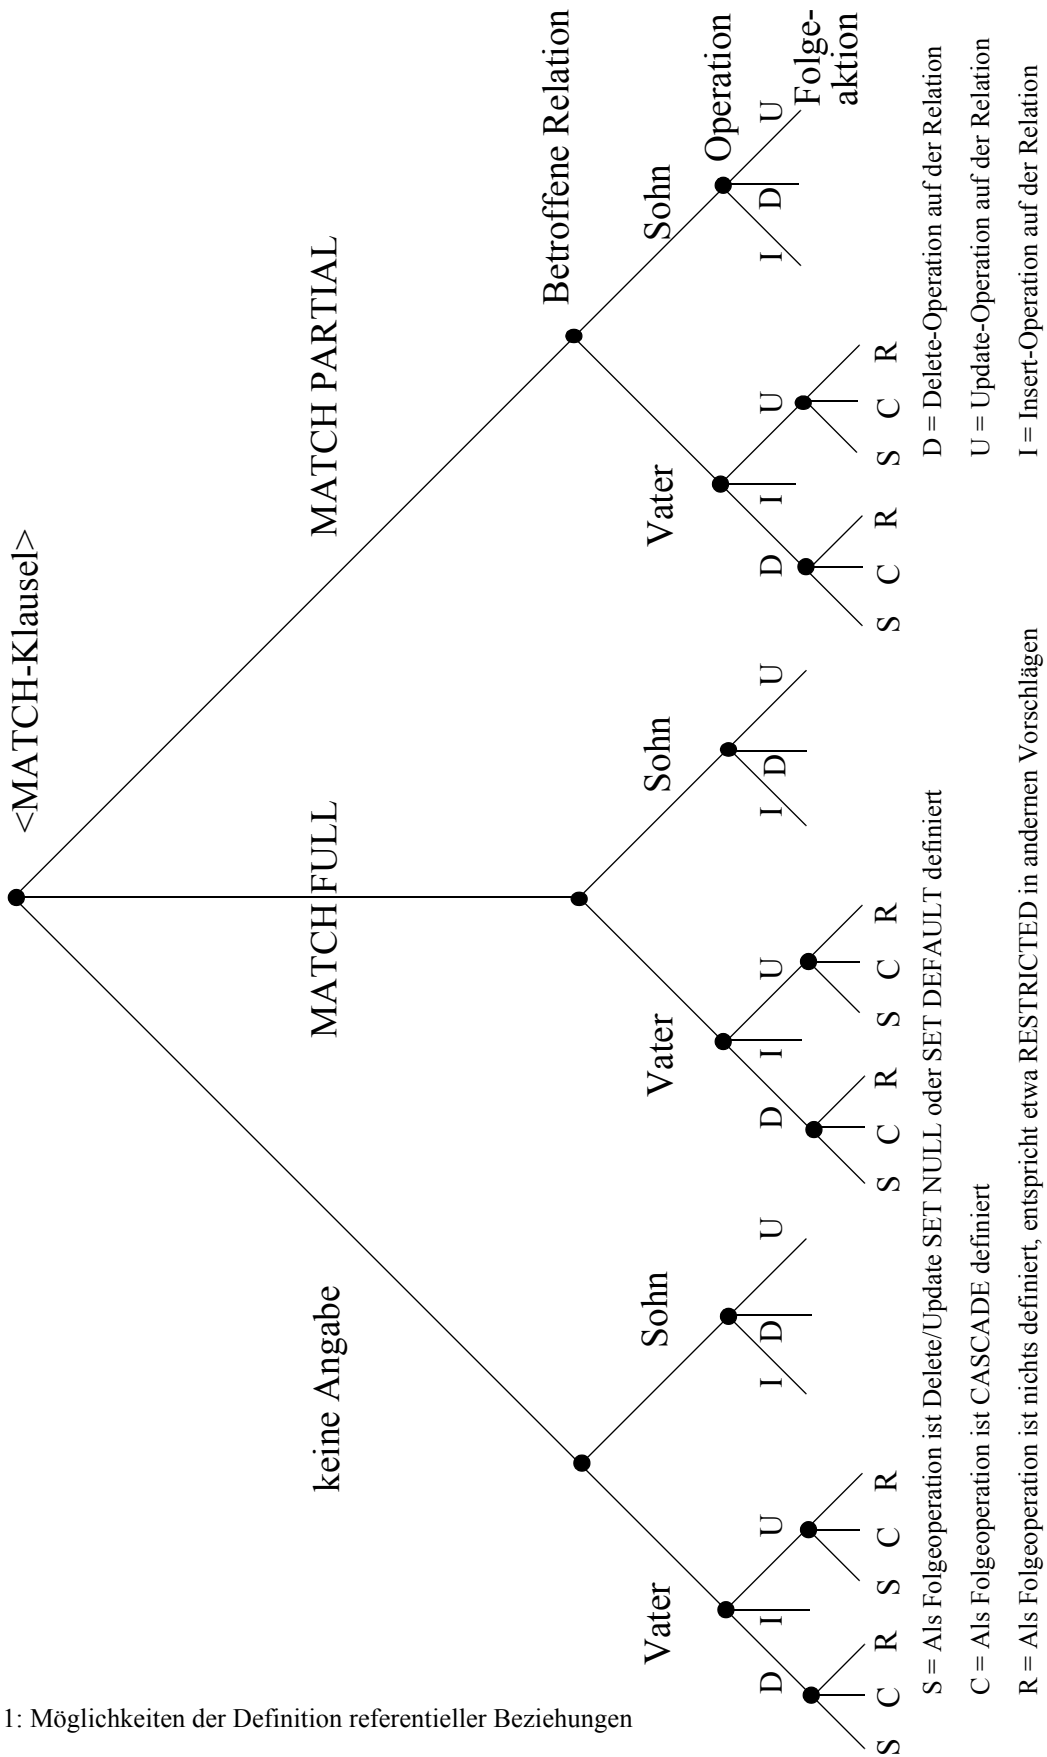 <MATCH-Klausel>
keine Angabe
MATCH FULL
MATCH PARTIAL
Betroffene Relation
Vater
Sohn
Vater
Sohn
Vater
Sohn
Operation
D I U
I D U
D I U
I D U
D I U
I D U
Folge-
aktion
S C R S C R
S C R S C R
S C R S C R
S = Als Folgeoperation ist Delete/Update SET NULL oder SET DEFAULT definiert
D = Delete-Operation auf der Relation
C = Als Folgeoperation ist CASCADE definiert
U = Update-Operation auf der Relation
R = Als Folgeoperation ist nichts definiert, entspricht etwa RESTRICTED in andernen Vorschlägen
I = Insert-Operation auf der Relation
1: Möglichkeiten der Definition referentieller Beziehungen